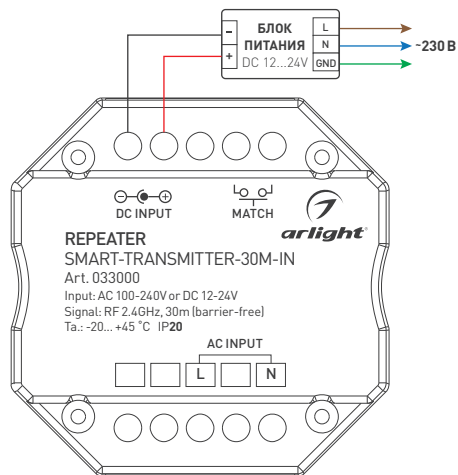 БЛОК
ПИТАНИЯ
DC 12...24V
−
+
L
N
GND
~230 В
DC INPUT
MATCH
arlight®
REPEATER
SMART-TRANSMITTER-30M-IN
Art. 033000
Input: AC 100-240V or DC 12-24V
Signal: RF 2.4GHz, 30m (barrier-free)
Ta.: -20... +45 ˚C IP20
AC INPUT
L
N